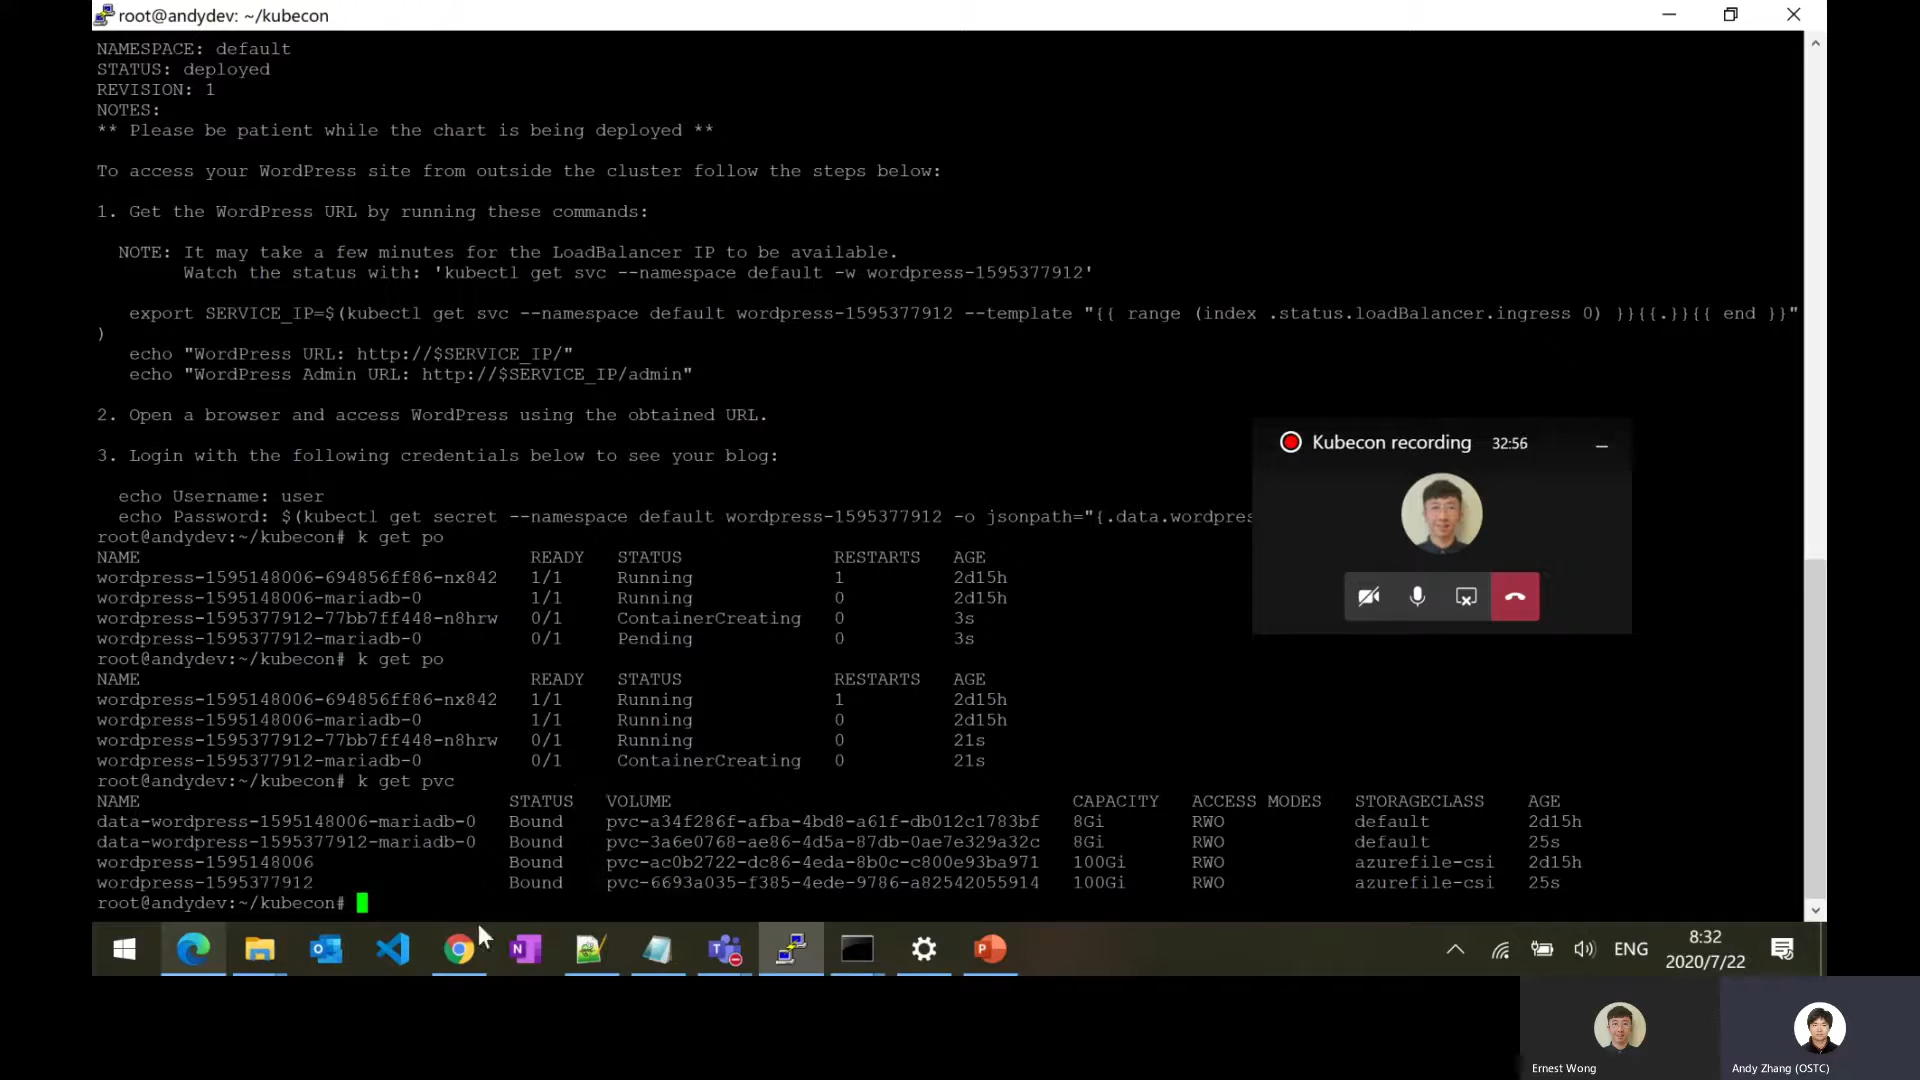 root@andydev: ~/kubecon
NAMESPACE: default
STATUS: deployed
REVISION: 1
NOTES:
** Please be patient while the chart is being deployed **
To access your WordPress site from outside the cluster follow the steps below:
1. Get the WordPress URL by running these commands:
NOTE: It may take a few minutes for the LoadBalancer IP to be available.
Watch the status with: 'kubectl get svc --namespace default -w wordpress-1595377912'
export SERVICE_IP=$(kubectl get svc --namespace default wordpress-1595377912 --template "{{ range (index .status.loadBalancer.ingress 0) }}{{.}}{{ end }}"
)
echo "WordPress URL: http://$SERVICE_IP/"
echo "WordPress Admin URL: http://$SERVICE_IP/admin"
2. Open a browser and access WordPress using the obtained URL.
3. Login with the following credentials below to see your blog:
echo Username: user
echo Password: $(kubectl get secret --namespace default wordpress-1595377912 -o jsonpath="{.data.wordpres
root@andydev:~/kubecon# k get po
NAME READY STATUS RESTARTS AGE
wordpress-1595148006-694856ff86-nx842 1/1 Running 1 2d15h
wordpress-1595148006-mariadb-0 1/1 Running 0 2d15h
wordpress-1595377912-77bb7ff448-n8hrw 0/1 ContainerCreating 0 3s
wordpress-1595377912-mariadb-0 0/1 Pending 0 3s
root@andydev:~/kubecon# k get po
NAME READY STATUS RESTARTS AGE
wordpress-1595148006-694856ff86-nx842 1/1 Running 1 2d15h
wordpress-1595148006-mariadb-0 1/1 Running 0 2d15h
wordpress-1595377912-77bb7ff448-n8hrw 0/1 Running 0 21s
wordpress-1595377912-mariadb-0 0/1 ContainerCreating 0 21s
root@andydev:~/kubecon# k get pvc
NAME STATUS VOLUME CAPACITY ACCESS MODES STORAGECLASS AGE
data-wordpress-1595148006-mariadb-0 Bound pvc-a34f286f-afba-4bd8-a61f-db012c1783bf 8Gi RWO default 2d15h
data-wordpress-1595377912-mariadb-0 Bound pvc-3a6e0768-ae86-4d5a-87db-0ae7e329a32c 8Gi RWO default 25s
wordpress-1595148006 Bound pvc-ac0b2722-dc86-4eda-8b0c-c800e93ba971 100Gi RWO azurefile-csi 2d15h
wordpress-1595377912 Bound pvc-6693a035-f385-4ede-9786-a82542055914 100Gi RWO azurefile-csi 25s
root@andydev:~/kubecon#
Kubecon recording 32:56
ENG
8:32
2020/7/22
Ernest Wong
Andy Zhang (OSTC)